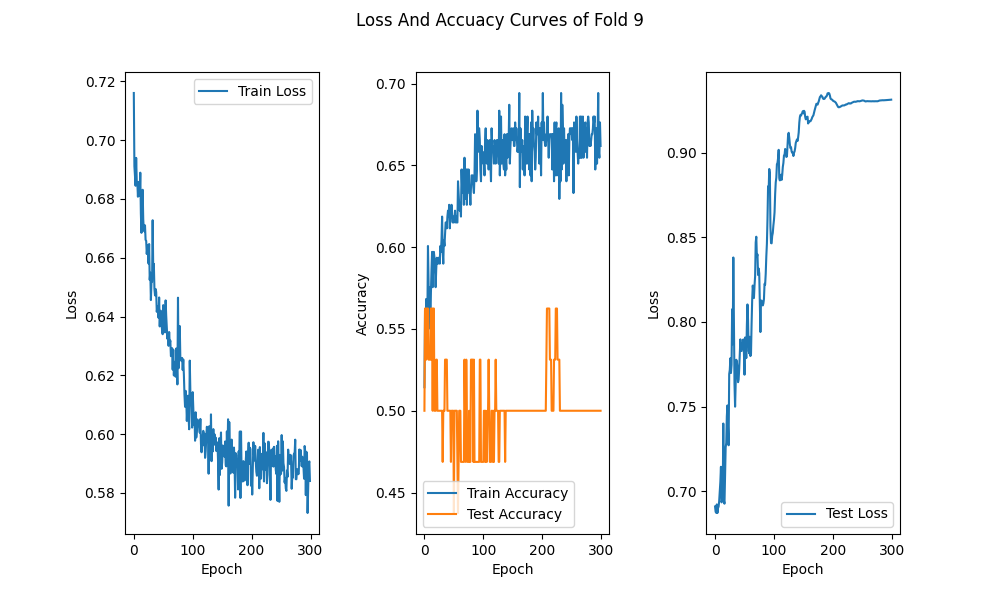 Loss And Accuacy Curves of Fold 9
Loss
0.72
0.70
0.68
0.66
0.64
0.62
0.60
0.58
Train Loss
0 100 200 300
Epoch
Accuracy
0.70
0.65
0.60
0.55
0.50
0.45
Train Accuracy
Test Accuracy
0 100 200 300
Epoch
Loss
0.90
0.85
0.80
0.75
0.70
Test Loss
0 100 200 300
Epoch